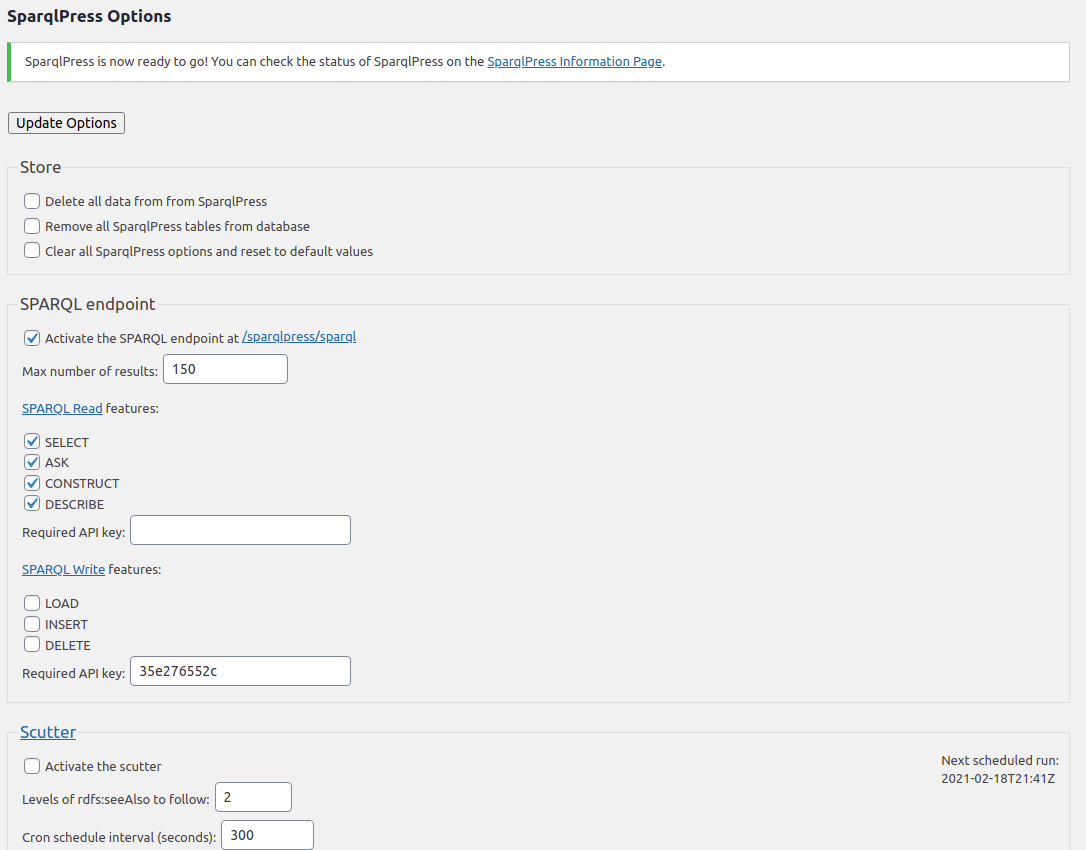 SparqlPress Options
SparqlPress is now ready to go! You can check the status of SparqlPress on the SparqlPress Information Page.
Update Options
Store
Delete all data from from SparqlPress
Remove all SparqlPress tables from database
Clear all SparqlPress options and reset to default values
SPARQL endpoint
Activate the SPARQL endpoint at /sparqlpress/sparql
Max number of results: 150
SPARQL Read features:
SELECT
ASK
CONSTRUCT
DESCRIBE
Required API key:
SPARQL Write features:
LOAD
INSERT
DELETE
Required API key: 35e276552c
Scutter
Activate the scutter
Next scheduled run:
2021-02-18T21:41Z
Levels of rdfs:seeAlso to follow: 2
Cron schedule interval (seconds): 300